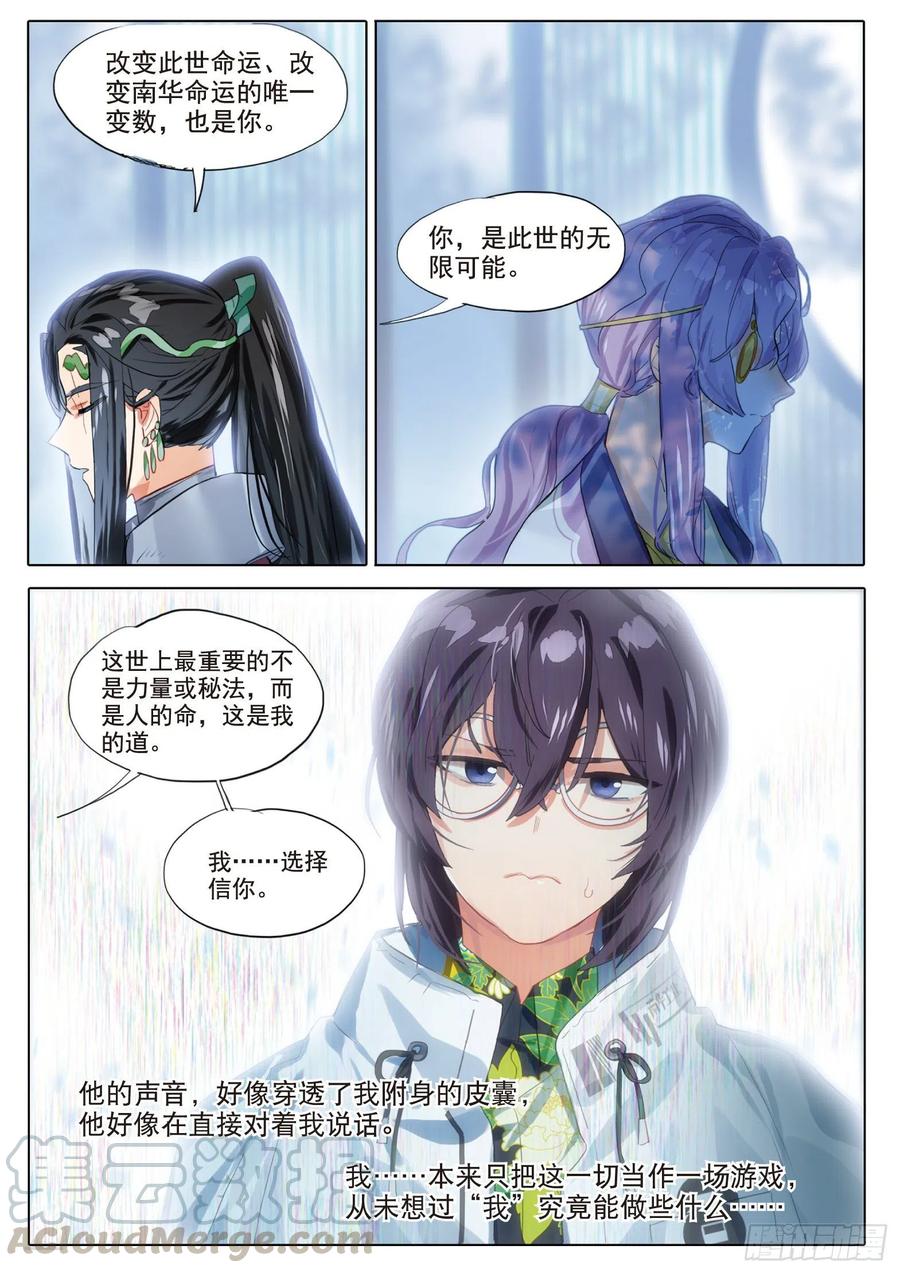 改变此世命运、改
变南华命运的唯一
变数，也是你。
你，是此世的无
限可能。
这世上最重要的不
是力量或秘法，而
是人的命，这是我
的道。
我……选择
信你。
他的声音，好像穿透了我附身的皮囊，
他好像在直接对着我说话。
我……本来只把这一切当作一场游戏，
从未想过“我”究竟能做些什么……
集云数据
aCloudMerge.com
腾讯动漫